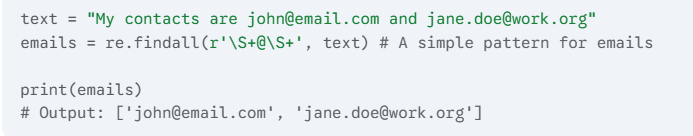 text = "My contacts are john@email.com and jane.doe@work.org"
emails = re.findall(r'\S+@\S+', text) # A simple pattern for emails
print(emails)
# Output: ['john@email.com', 'jane.doe@work.org']